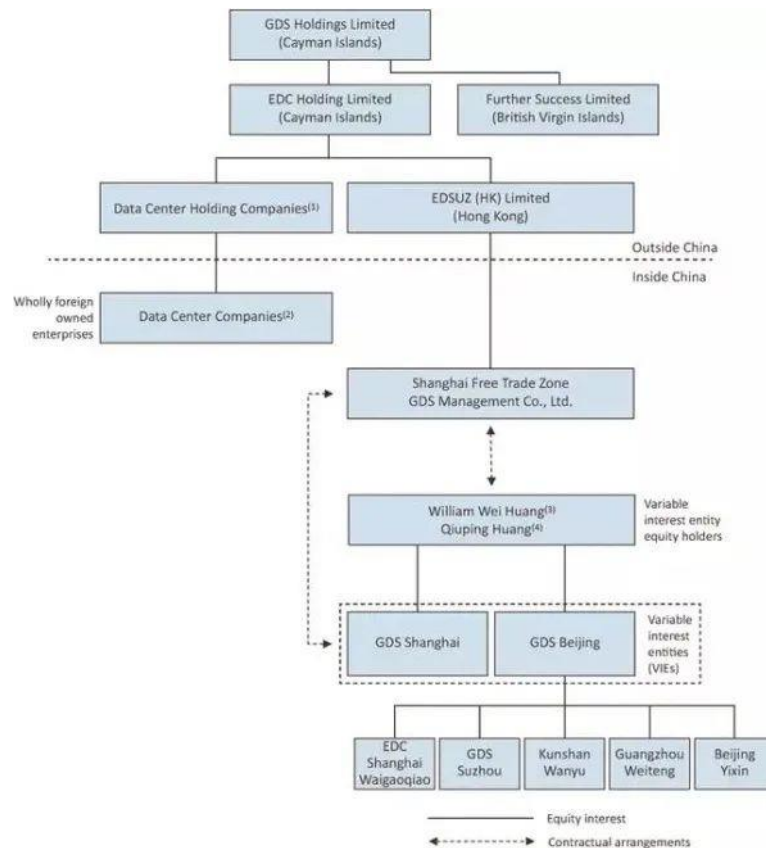 GDS Holdings Limited
(Cayman Islands)
EDC Holding Limited
(Cayman Islands)
Further Success Limited
(British Virgin Islands)
Data Center Holding Companies(1)
EDSUZ (HK) Limited
(Hong Kong)
Outside China
Inside China
Wholly foreign
owned
enterprises
Data Center Companies(2)
Shanghai Free Trade Zone
GDS Management Co., Ltd.
William Wei Huang(3)
Qiuping Huang(4)
Variable
interest entity
equity holders
GDS Shanghai
GDS Beijing
Variable
interest
entities
(VIEs)
EDC
Shanghai
Waigaoqiao
GDS
Suzhou
Kunshan
Wanyu
Guangzhou
Weiteng
Beijing
Yixin
Equity interest
Contractual arrangements